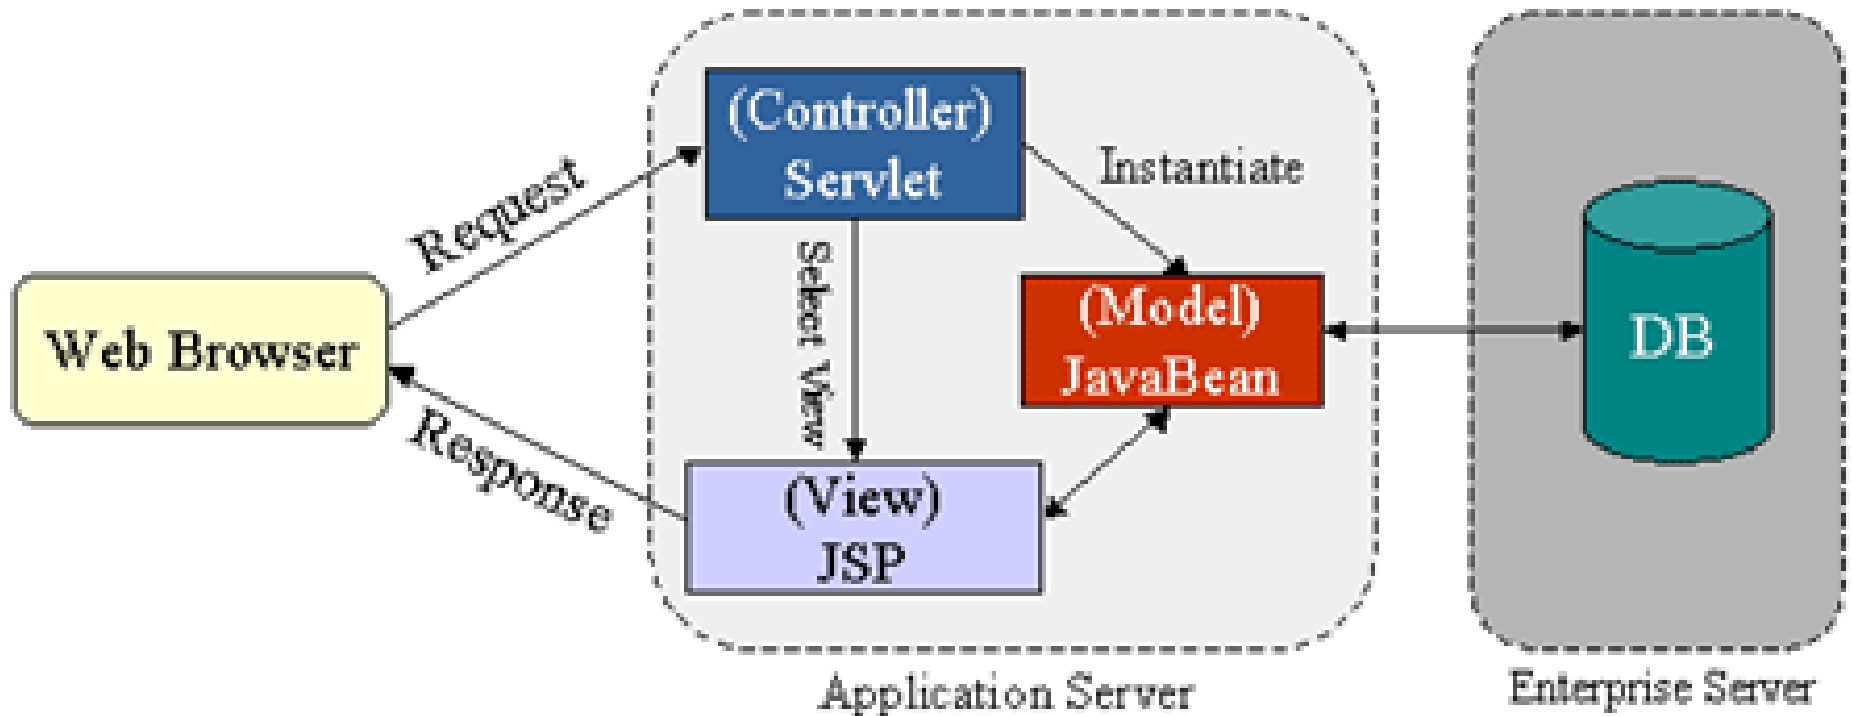 (Controller)
Servlet
Instantiate
Request
Select View
(Model)
JavaBean
DB
Web Browser
Response
(View)
JSP
Application Server
Enterprise Server